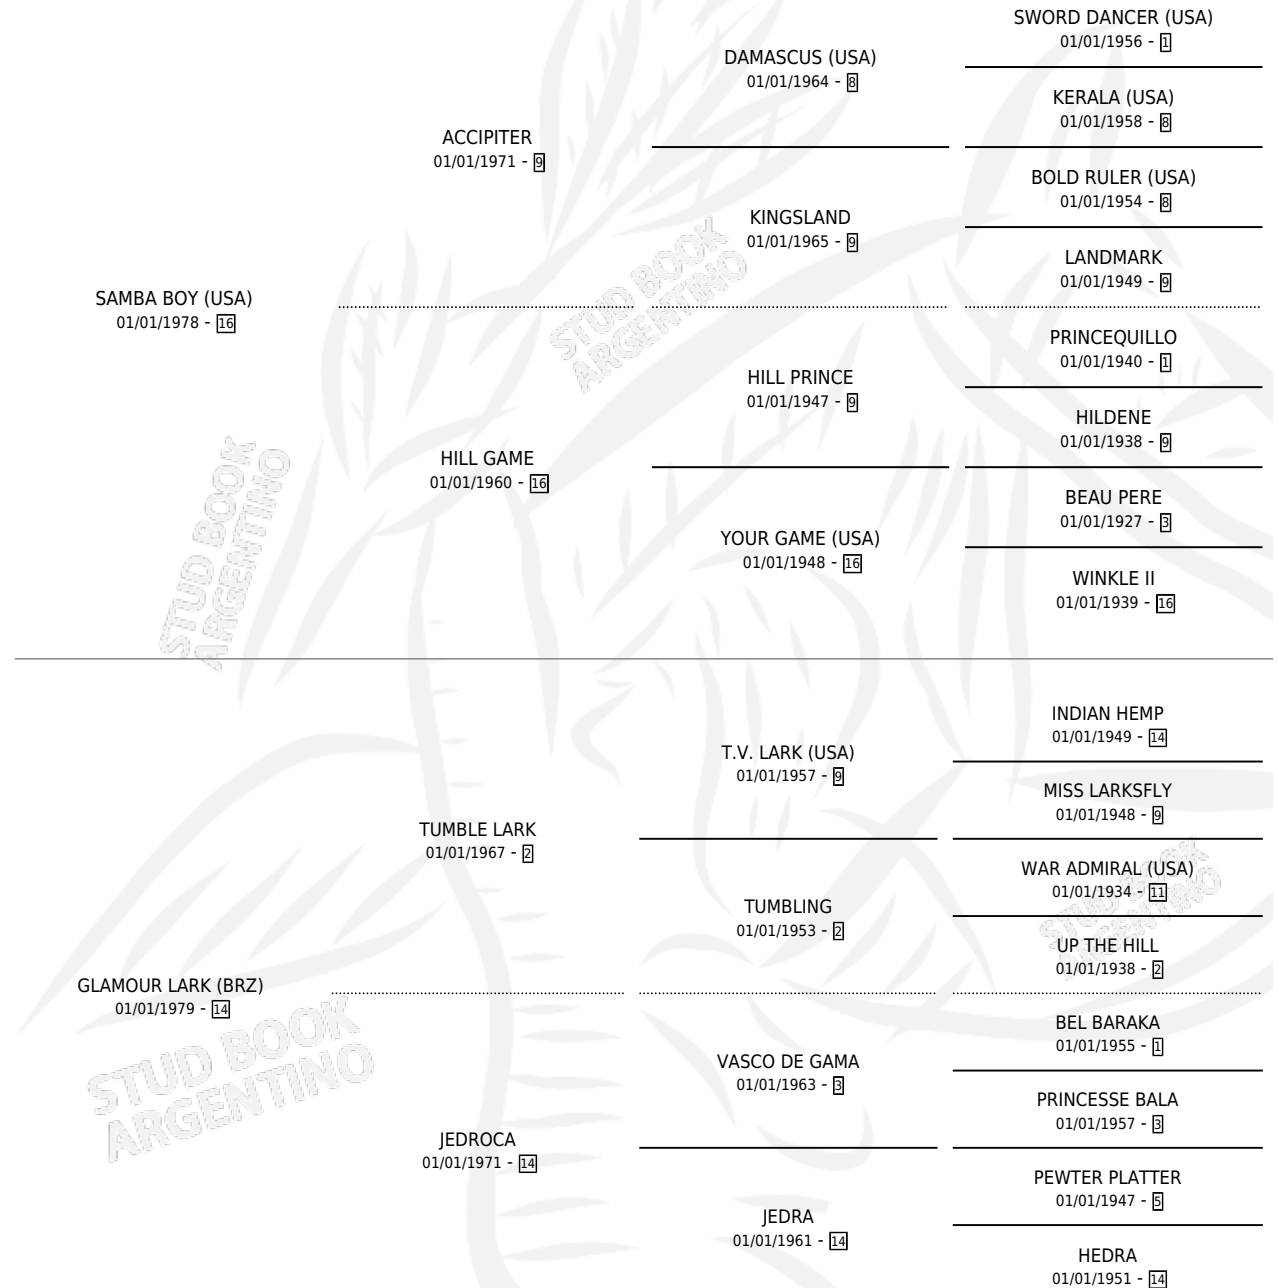 SWORD DANCER (USA)
01/01/1956 - 1
DAMASCUS (USA)
01/01/1964 - 8
KERALA (USA)
01/01/1958 - 8
ACCIPITER
01/01/1971 - 9
BOLD RULER (USA)
01/01/1954 - 8
KINGSLAND
01/01/1965 - 9
LANDMARK
01/01/1949 - 9
SAMBA BOY (USA)
01/01/1978 - 16
PRINCEQUILLO
01/01/1940 - 1
HILL PRINCE
01/01/1947 - 9
HILDENE
01/01/1938 - 9
HILL GAME
01/01/1960 - 16
BEAU PERE
01/01/1927 - 3
YOUR GAME (USA)
01/01/1948 - 16
WINKLE II
01/01/1939 - 16
INDIAN HEMP
01/01/1949 - 14
T.V. LARK (USA)
01/01/1957 - 9
MISS LARKSFLY
01/01/1948 - 9
TUMBLE LARK
01/01/1967 - 2
WAR ADMIRAL (USA)
01/01/1934 - 11
TUMBLING
01/01/1953 - 2
UP THE HILL
01/01/1938 - 2
GLAMOUR LARK (BRZ)
01/01/1979 - 14
BEL BARAKA
01/01/1955 - 1
VASCO DE GAMA
01/01/1963 - 3
PRINCESSE BALA
01/01/1957 - 3
JEDROCA
01/01/1971 - 14
PEWTER PLATTER
01/01/1947 - 5
JEDRA
01/01/1961 - 14
HEDRA
01/01/1951 - 14
STUD BOOK
ARGENTINO
STUD BOOK
ARGENTINO
STUD BOOK
ARGENTINO
STUD BOOK
ARGENTINO